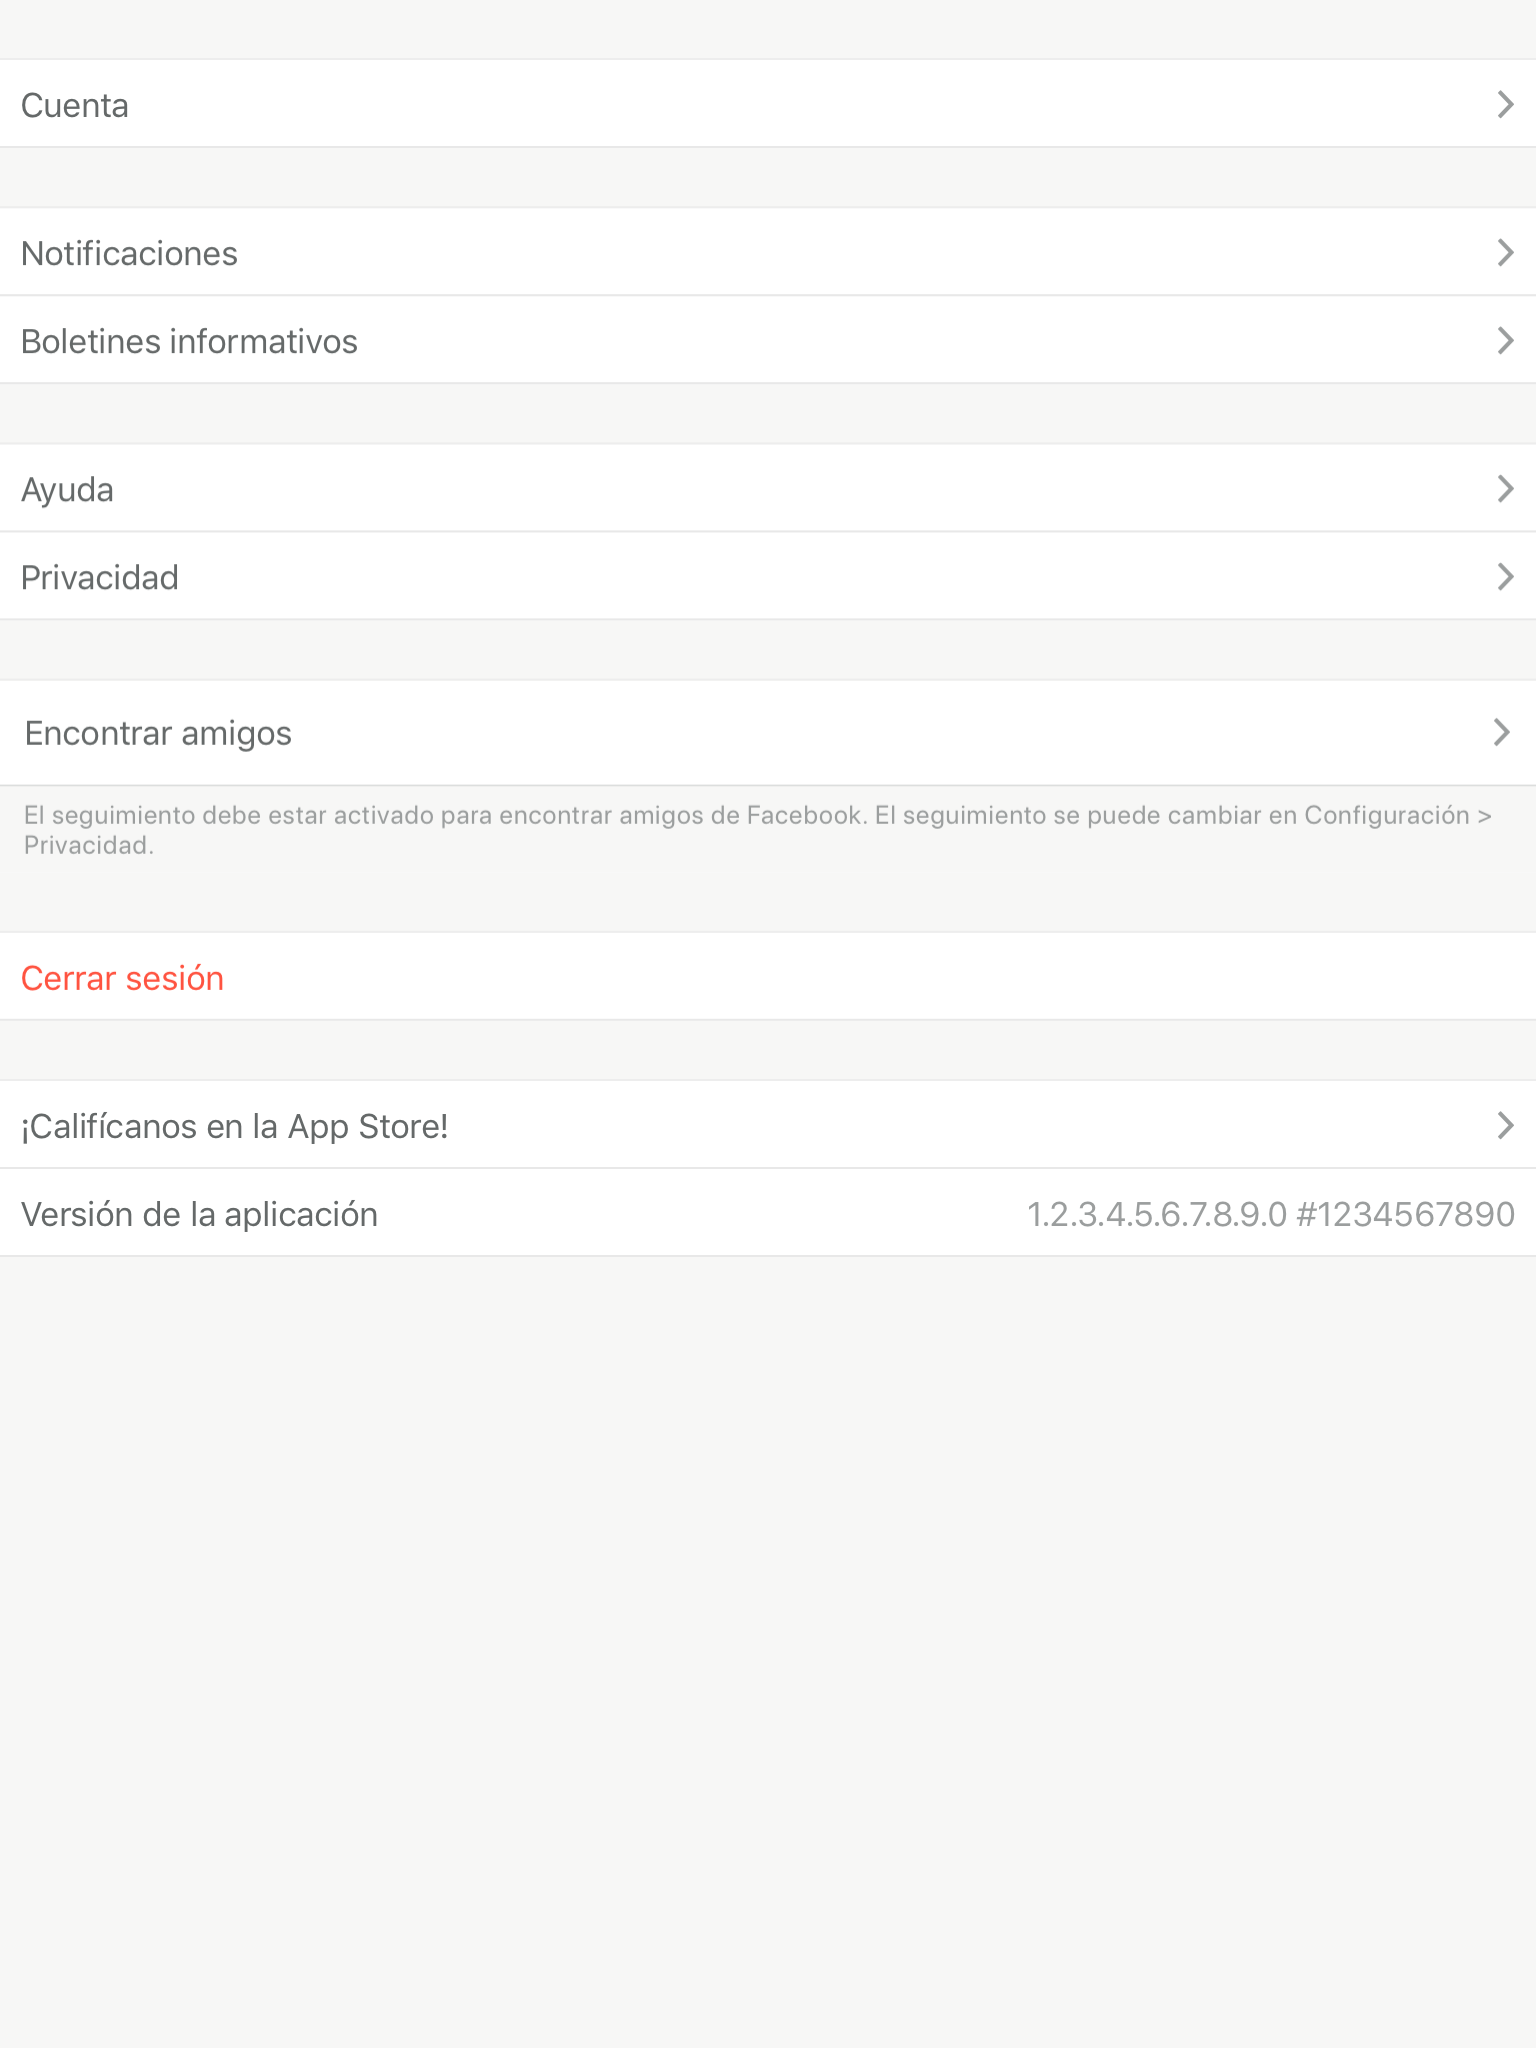 Cuenta
Notificaciones
Boletines informativos
Ayuda
Privacidad
Encontrar amigos
El seguimiento debe estar activado para encontrar amigos de Facebook. El seguimiento se puede cambiar en Configuración >
Privacidad.
Cerrar sesión
¡Califícanos en la App Store!
Versión de la aplicación 1.2.3.4.5.6.7.8.9.0 #1234567890